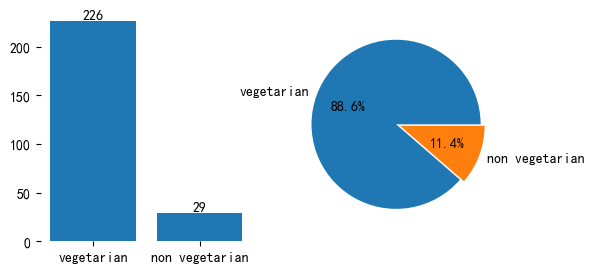 226
200
150
100
50
29
0
vegetarian
non vegetarian
vegetarian
88.6%
11.4%
non vegetarian